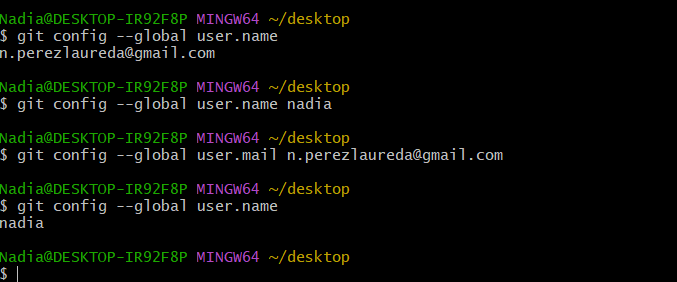 Nadia@DESKTOP-IR92F8P MINGW64 ~/desktop
$ git config --global user.name
n.perezlaureda@gmail.com
Nadia@DESKTOP-IR92F8P MINGW64 ~/desktop
$ git config --global user.name nadia
Nadia@DESKTOP-IR92F8P MINGW64 ~/desktop
$ git config --global user.mail n.perezlaureda@gmail.com
Nadia@DESKTOP-IR92F8P MINGW64 ~/desktop
$ git config --global user.name
nadia
Nadia@DESKTOP-IR92F8P MINGW64 ~/desktop
$